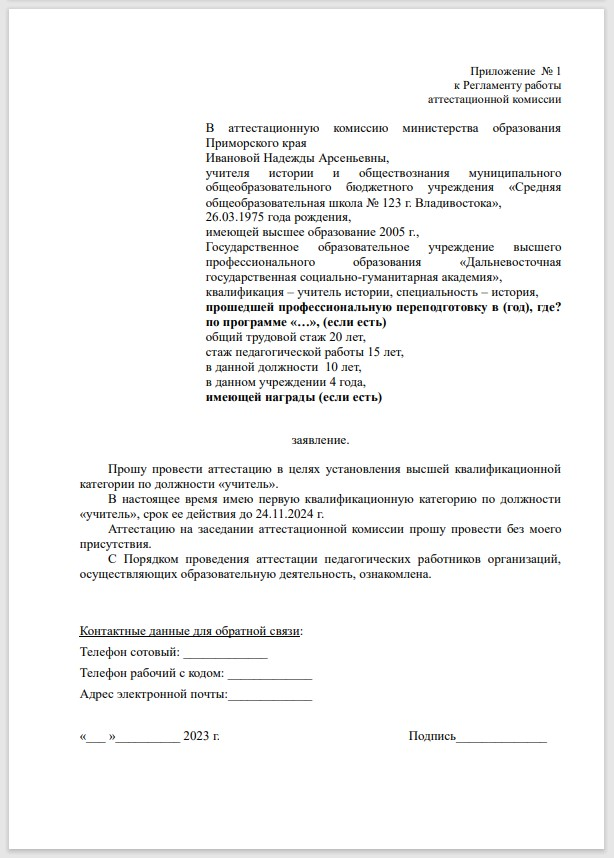 Приложение № 1
к Регламенту работы
аттестационной комиссии
В аттестационную комиссию министерства образования
Приморского края
Ивановой Надежды Арсеньевны,
учителя истории и обществознания муниципального
общеобразовательного бюджетного учреждения «Средняя
общеобразовательная школа № 123 г. Владивостока»,
26.03.1975 года рождения,
имеющей высшее образование 2005 г.,
Государственное образовательное учреждение высшего
профессионального образования «Дальневосточная
государственная социально-гуманитарная академия»,
квалификация – учитель истории, специальность – история,
прошедшей профессиональную переподготовку в (год), где?
по программе «…», (если есть)
общий трудовой стаж 20 лет,
стаж педагогической работы 15 лет,
в данной должности 10 лет,
в данном учреждении 4 года,
имеющей награды (если есть)
заявление.
Прошу провести аттестацию в целях установления высшей квалификационной
категории по должности «учитель».
В настоящее время имею первую квалификационную категорию по должности
«учитель», срок ее действия до 24.11.2024 г.
Аттестацию на заседании аттестационной комиссии прошу провести без моего
присутствия.
С Порядком проведения аттестации педагогических работников организаций,
осуществляющих образовательную деятельность, ознакомлена.
Контактные данные для обратной связи:
Телефон сотовый: _____________
Телефон рабочий с кодом: _____________
Адрес электронной почты:_____________
«___ »__________ 2023 г. Подпись______________